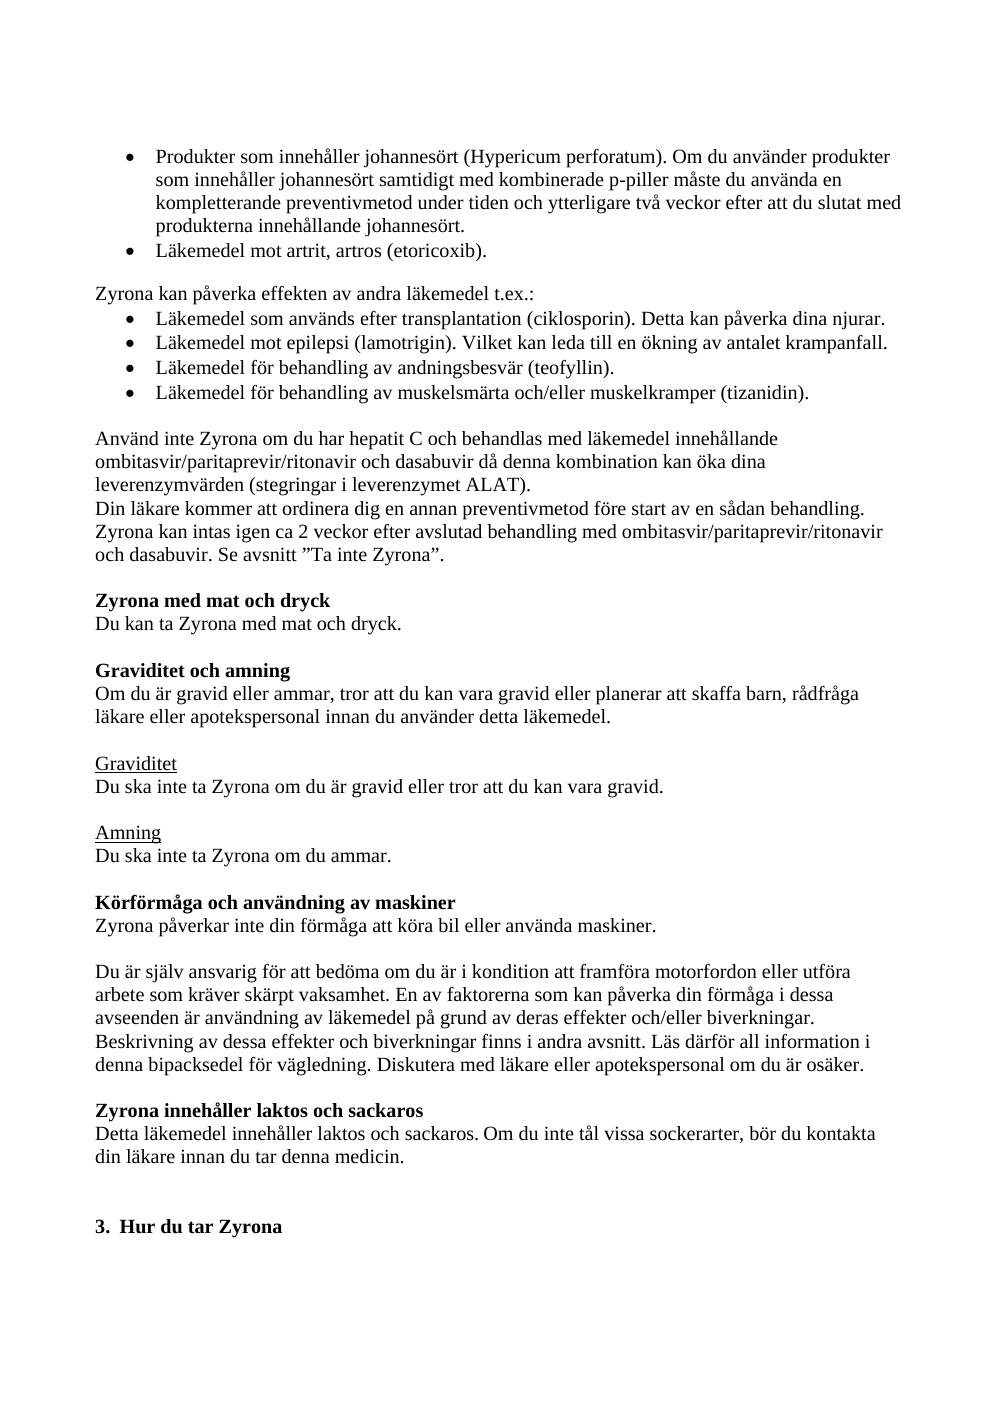 • Produkter som innehåller johannesört (Hypericum perforatum). Om du använder produkter
som innehåller johannesört samtidigt med kombinerade p-piller måste du använda en
kompletterande preventivmetod under tiden och ytterligare två veckor efter att du slutat med
produkterna innehållande johannesört.
• Läkemedel mot artrit, artros (etoricoxib).
Zyrona kan påverka effekten av andra läkemedel t.ex.:
• Läkemedel som används efter transplantation (ciklosporin). Detta kan påverka dina njurar.
• Läkemedel mot epilepsi (lamotrigin). Vilket kan leda till en ökning av antalet krampanfall.
• Läkemedel för behandling av andningsbesvär (teofyllin).
• Läkemedel för behandling av muskelsmärta och/eller muskelkramper (tizanidin).
Använd inte Zyrona om du har hepatit C och behandlas med läkemedel innehållande
ombitasvir/paritaprevir/ritonavir och dasabuvir då denna kombination kan öka dina
leverenzymvärden (stegringar i leverenzymet ALAT).
Din läkare kommer att ordinera dig en annan preventivmetod före start av en sådan behandling.
Zyrona kan intas igen ca 2 veckor efter avslutad behandling med ombitasvir/paritaprevir/ritonavir
och dasabuvir. Se avsnitt ”Ta inte Zyrona”.
Zyrona med mat och dryck
Du kan ta Zyrona med mat och dryck.
Graviditet och amning
Om du är gravid eller ammar, tror att du kan vara gravid eller planerar att skaffa barn, rådfråga
läkare eller apotekspersonal innan du använder detta läkemedel.
Graviditet
Du ska inte ta Zyrona om du är gravid eller tror att du kan vara gravid.
Amning
Du ska inte ta Zyrona om du ammar.
Körförmåga och användning av maskiner
Zyrona påverkar inte din förmåga att köra bil eller använda maskiner.
Du är själv ansvarig för att bedöma om du är i kondition att framföra motorfordon eller utföra
arbete som kräver skärpt vaksamhet. En av faktorerna som kan påverka din förmåga i dessa
avseenden är användning av läkemedel på grund av deras effekter och/eller biverkningar.
Beskrivning av dessa effekter och biverkningar finns i andra avsnitt. Läs därför all information i
denna bipacksedel för vägledning. Diskutera med läkare eller apotekspersonal om du är osäker.
Zyrona innehåller laktos och sackaros
Detta läkemedel innehåller laktos och sackaros. Om du inte tål vissa sockerarter, bör du kontakta
din läkare innan du tar denna medicin.
3. Hur du tar Zyrona